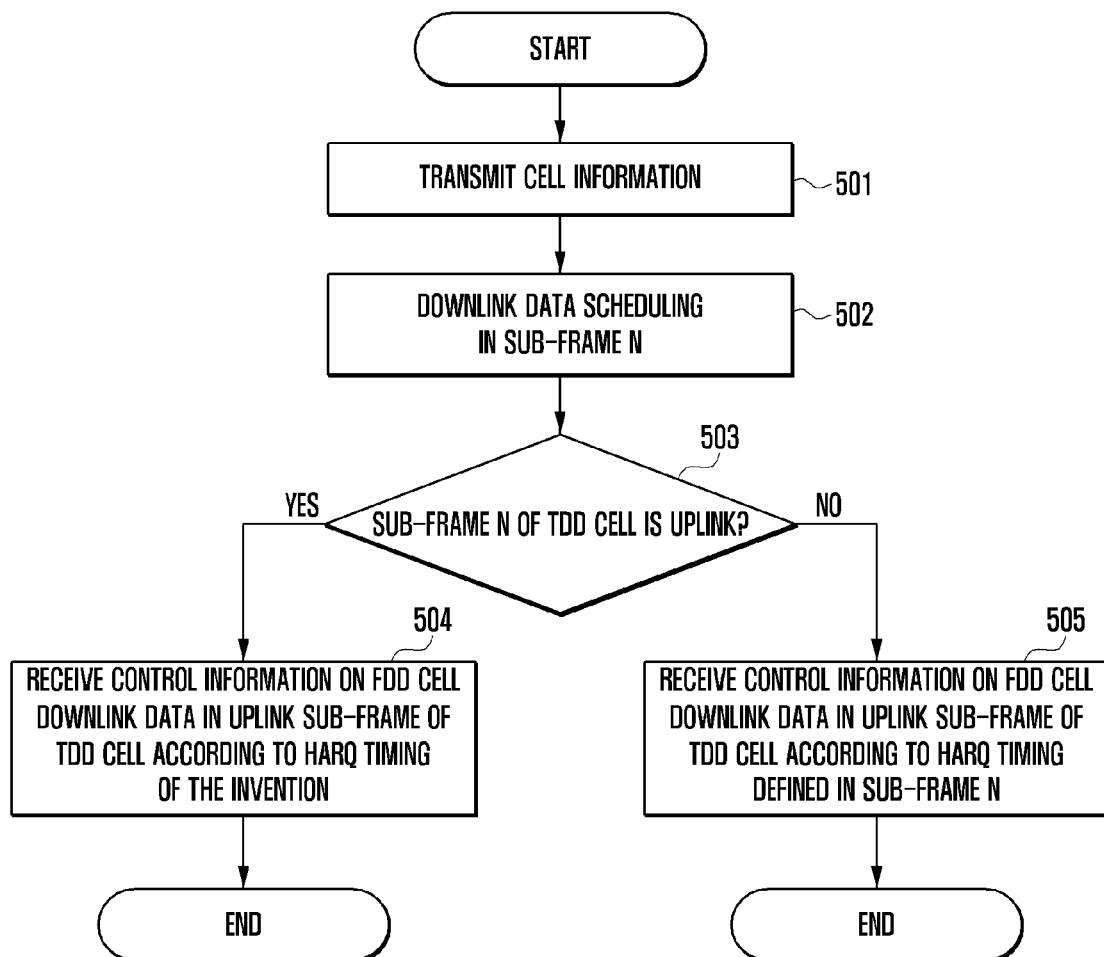 START
TRANSMIT CELL INFORMATION
501
DOWNLINK DATA SCHEDULING
IN SUB-FRAME N
502
503
YES
SUB-FRAME N OF TDD CELL IS UPLINK?
NO
504
RECEIVE CONTROL INFORMATION ON FDD CELL
DOWNLINK DATA IN UPLINK SUB-FRAME OF
TDD CELL ACCORDING TO HARQ TIMING
OF THE INVENTION
505
RECEIVE CONTROL INFORMATION ON FDD CELL
DOWNLINK DATA IN UPLINK SUB-FRAME OF
TDD CELL ACCORDING TO HARQ TIMING
DEFINED IN SUB-FRAME N
END
END